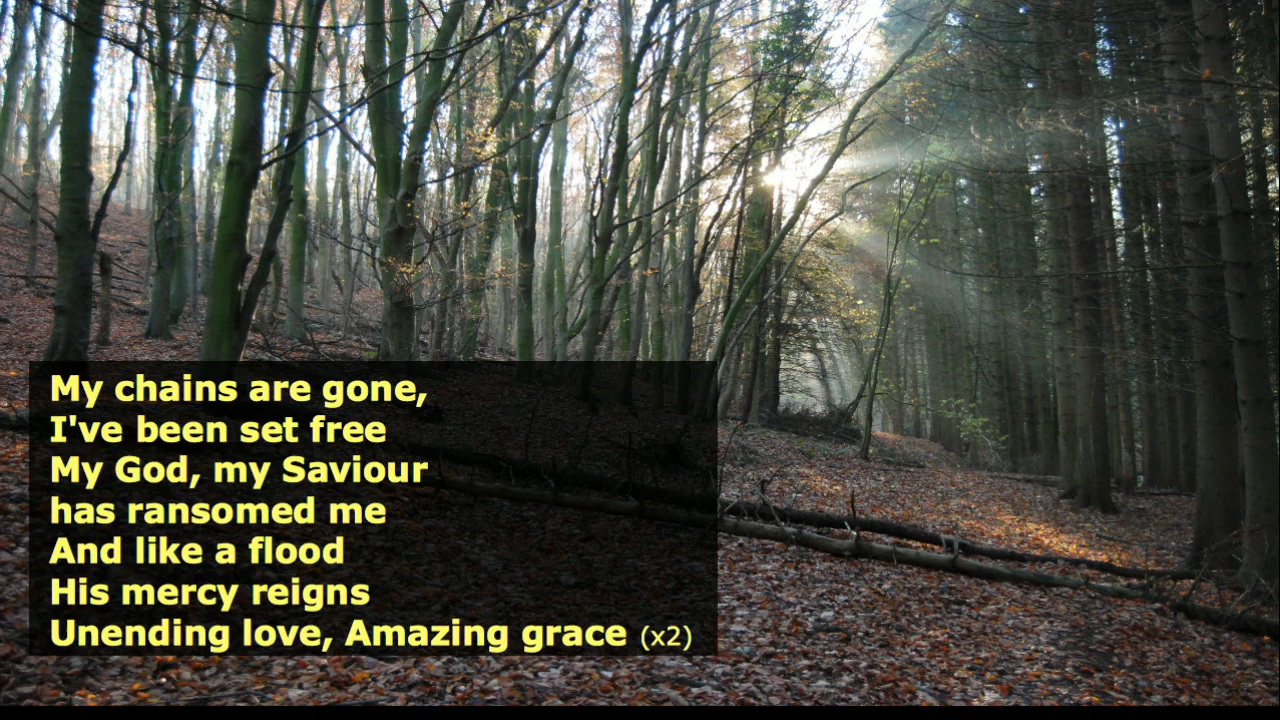 My chains are gone,
I've been set free
My God, my Saviour
has ransomed me
And like a flood
His mercy reigns
Unending love, Amazing grace (x2)